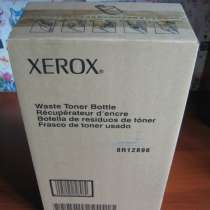 XEROX®
Waste Toner Bottle
Récupérateur d'encre
Botella de residuos de tóner
Frasco de toner usado
8R12896